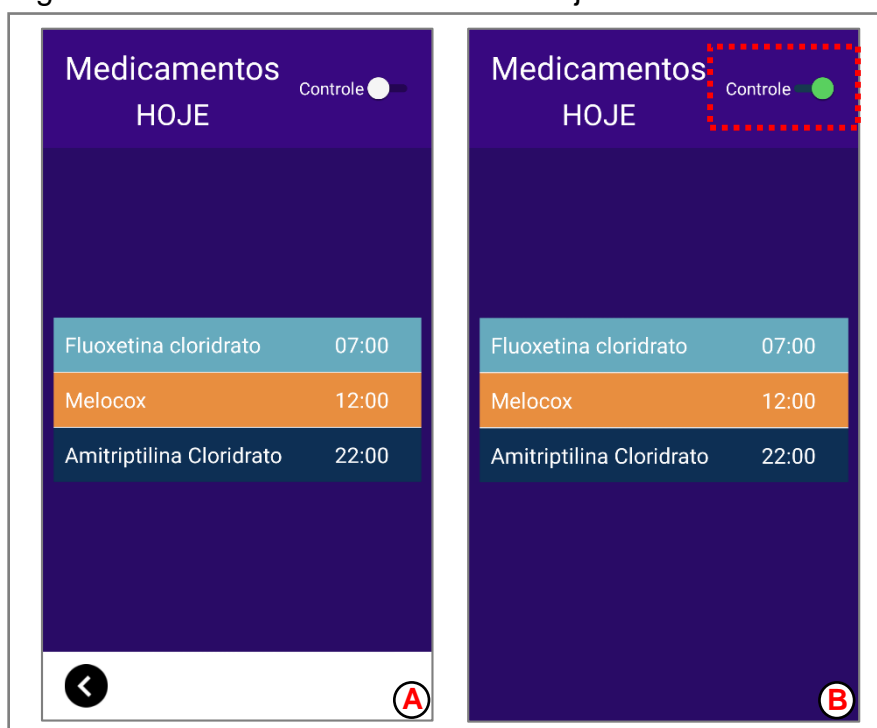 Medicamentos
HOJE
Controle
Fluoxetina cloridrato 07:00
Melocox 12:00
Amitriptilina Cloridrato 22:00
A
Medicamentos
HOJE
Controle
Fluoxetina cloridrato 07:00
Melocox 12:00
Amitriptilina Cloridrato 22:00
B